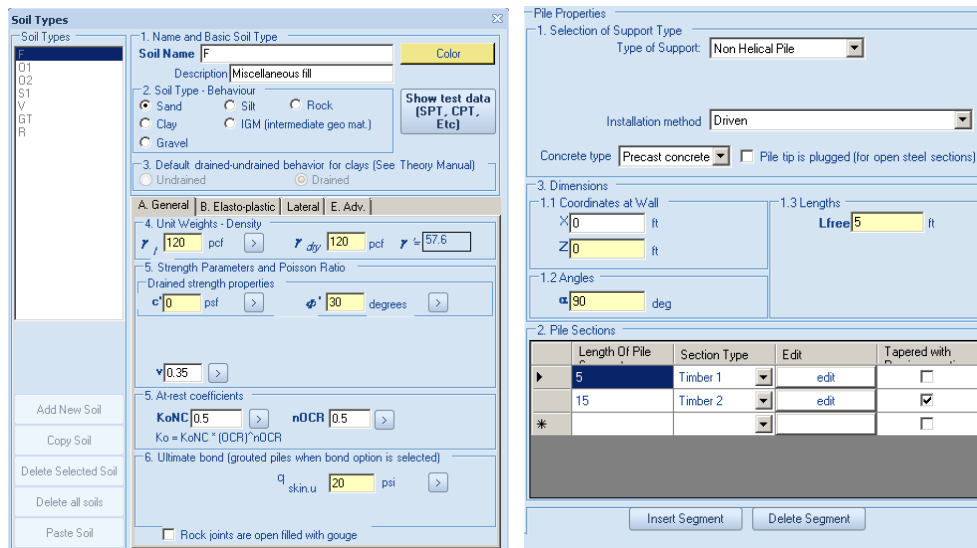 Soil Types
Soil Types
F
O1
O2
S1
V
GT
R
Add New Soil
Copy Soil
Delete Selected Soil
Delete all soils
Paste Soil
1. Name and Basic Soil Type
Soil Name F
Color
Description Miscellaneous fill
2. Soil Type - Behaviour
Sand Silt Rock
Clay IGM (intermediate geo mat.)
Gravel
Show test data
(SPT, CPT,
Etc)
3. Default drained-undrained behavior for clays (See Theory Manual)
Undrained Drained
A. General B. Elasto-plastic Lateral E. Adv.
4. Unit Weights - Density
γ t 120 pcf > γ dry 120 pcf γ '= 57.6
5. Strength Parameters and Poisson Ratio
Drained strength properties
c' 0 psf > Φ' 30 degrees >
v 0.35 >
5. At-rest coefficients
KoNC 0.5 > nOCR 0.5 >
Ko = KoNC * (OCR)^nOCR
6. Ultimate bond (grouted piles when bond option is selected)
q skin.u 20 psi >
Rock joints are open filled with gouge
Pile Properties
1. Selection of Support Type
Type of Support: Non Helical Pile
Installation method Driven
Concrete type Precast concrete Pile tip is plugged (for open steel sections)
3. Dimensions
1.1 Coordinates at Wall
X 0 ft
Z 0 ft
1.2 Angles
α 90 deg
1.3 Lengths
Lfree 5 ft
2. Pile Sections
Length Of Pile Section Type Edit Tapered with
5 Timber 1 edit
15 Timber 2 edit
*
Insert Segment Delete Segment